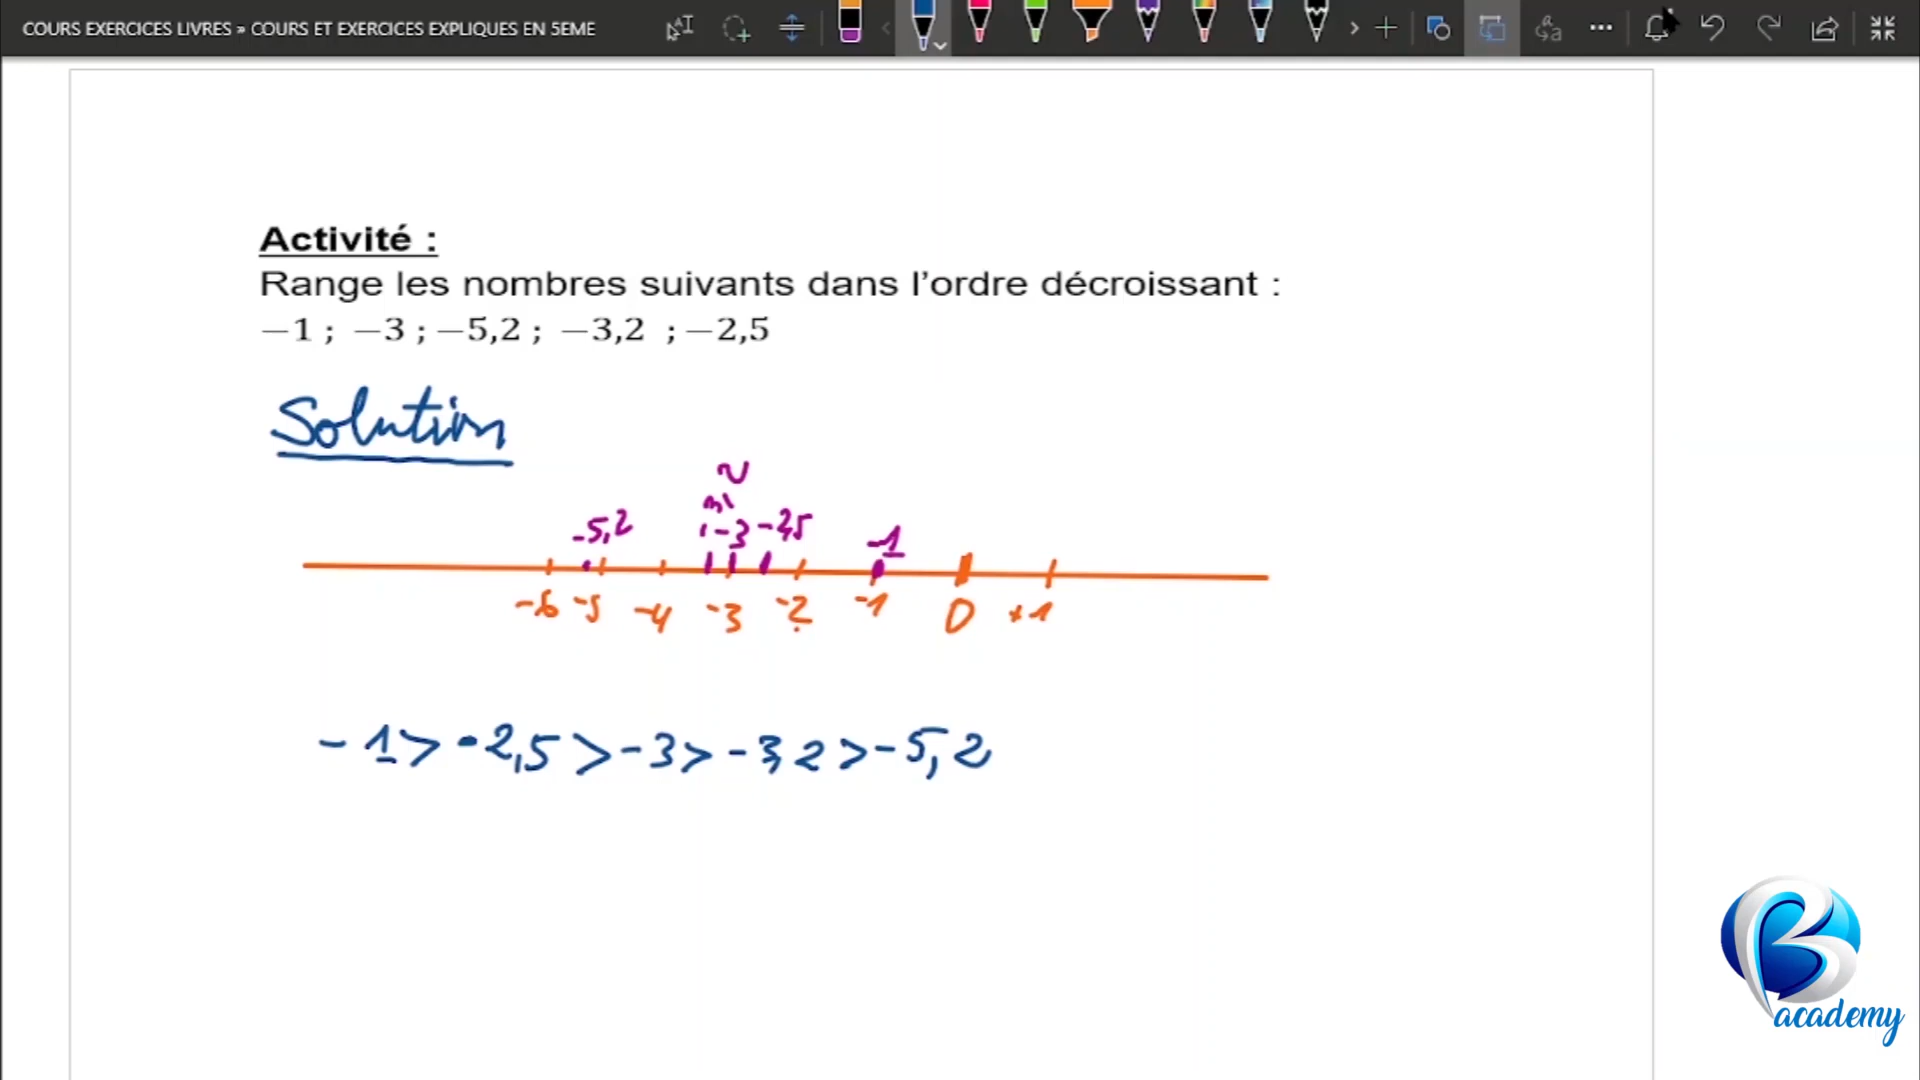 COURS EXERCICES LIVRES » COURS ET EXERCICES EXPLIQUES EN 5EME
Activité :
Range les nombres suivants dans l’ordre décroissant :
−1 ; −3 ; −5,2 ; −3,2 ; −2,5
Solution
-5,2 -3 -2,5 -1
-6 -5 -4 -3 -2 -1 0 +1
-1 > -2,5 > -3 > -3,2 > -5,2
B
academy